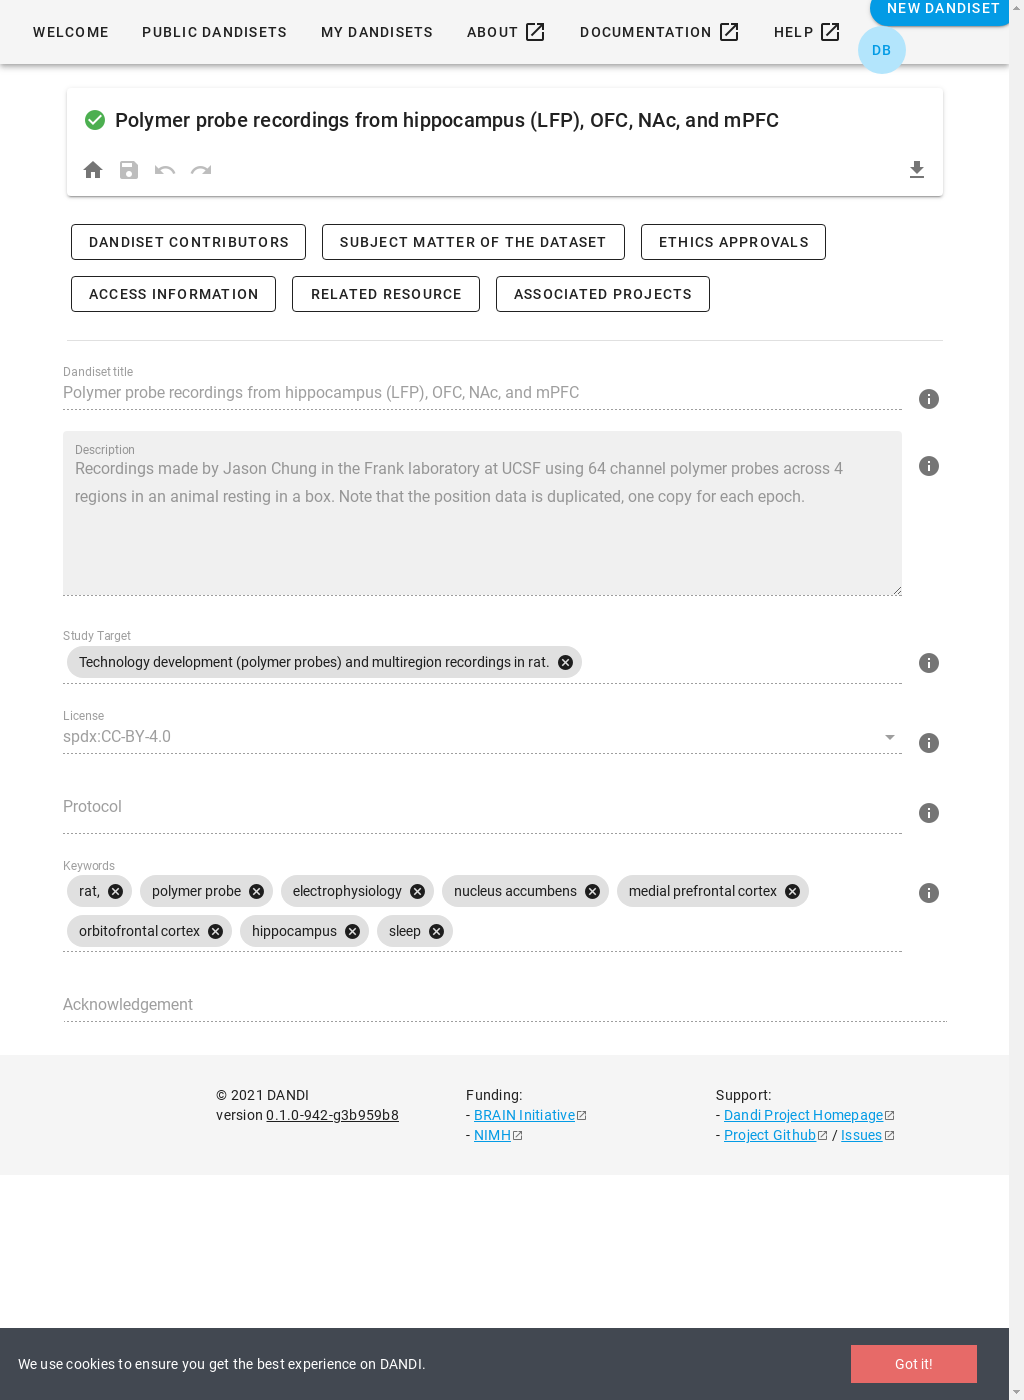 WELCOME PUBLIC DANDISETS MY DANDISETS ABOUT DOCUMENTATION HELP NEW DANDISET
DB
Polymer probe recordings from hippocampus (LFP), OFC, NAc, and mPFC
DANDISET CONTRIBUTORS SUBJECT MATTER OF THE DATASET ETHICS APPROVALS
ACCESS INFORMATION RELATED RESOURCE ASSOCIATED PROJECTS
Dandiset title
Polymer probe recordings from hippocampus (LFP), OFC, NAc, and mPFC
Description
Recordings made by Jason Chung in the Frank laboratory at UCSF using 64 channel polymer probes across 4
regions in an animal resting in a box. Note that the position data is duplicated, one copy for each epoch.
Study Target
Technology development (polymer probes) and multiregion recordings in rat.
License
spdx:CC-BY-4.0
Protocol
Keywords
rat, polymer probe electrophysiology nucleus accumbens medial prefrontal cortex
orbitofrontal cortex hippocampus sleep
Acknowledgement
© 2021 DANDI
version 0.1.0-942-g3b959b8
Funding:
- BRAIN Initiative
- NIMH
Support:
- Dandi Project Homepage
- Project Github / Issues
We use cookies to ensure you get the best experience on DANDI.
Got it!